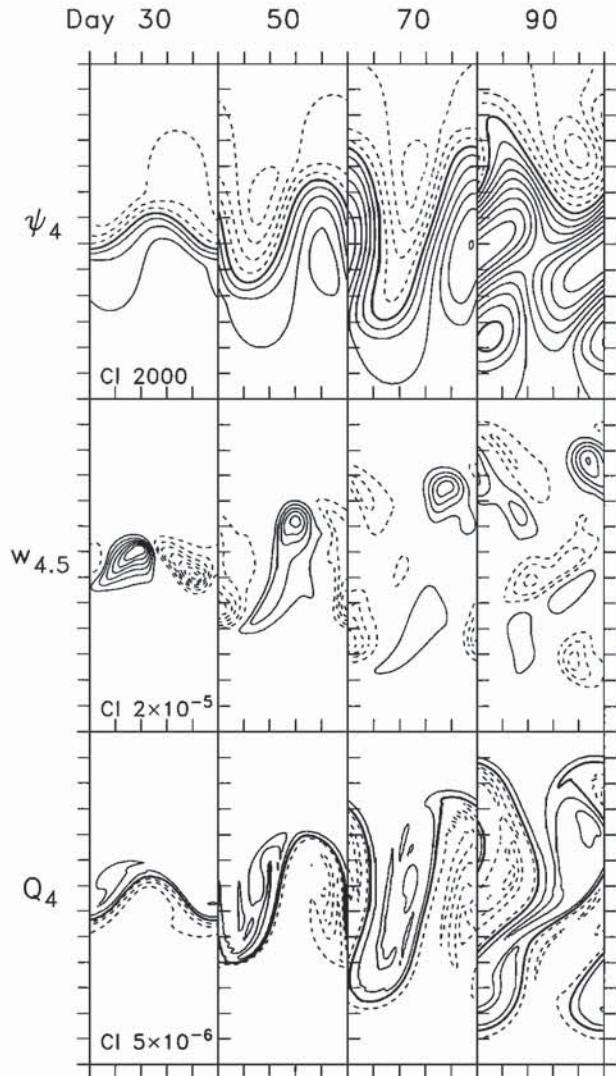 Day 30 50 70 90
ψ₄
CI 2000
w₄.₅
CI 2×10⁻⁵
Q₄
CI 5×10⁻⁶